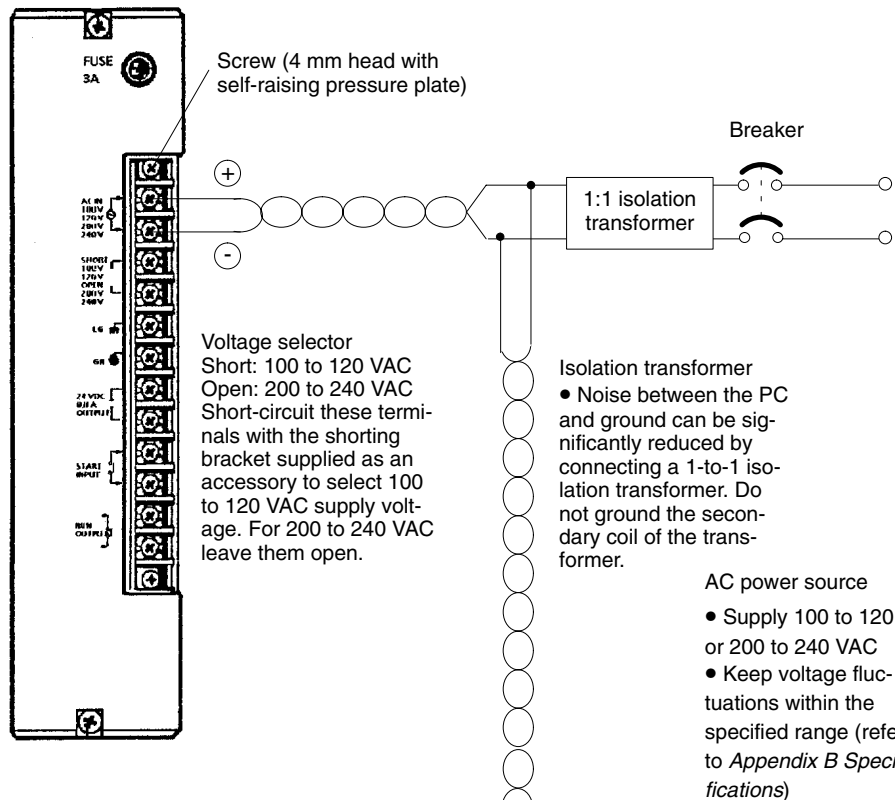 FUSE
3A
Screw (4 mm head with
self-raising pressure plate)
Breaker
+
1:1 isolation
transformer
-
AC IN
100V
120V
200V
240V
SHORT
100V
120V
OPEN
200V
240V
LG
GR
24 VDC
OUTPUT
START
INPUT
RUN
OUTPUT
Voltage selector
Short: 100 to 120 VAC
Open: 200 to 240 VAC
Short-circuit these termi-
nals with the shorting
bracket supplied as an
accessory to select 100
to 120 VAC supply volt-
age. For 200 to 240 VAC
leave them open.
Isolation transformer
● Noise between the PC
and ground can be sig-
nificantly reduced by
connecting a 1-to-1 iso-
lation transformer. Do
not ground the secon-
dary coil of the trans-
former.
AC power source
● Supply 100 to 120
or 200 to 240 VAC
● Keep voltage fluc-
tuations within the
specified range (refe
to Appendix B Speci
fications)